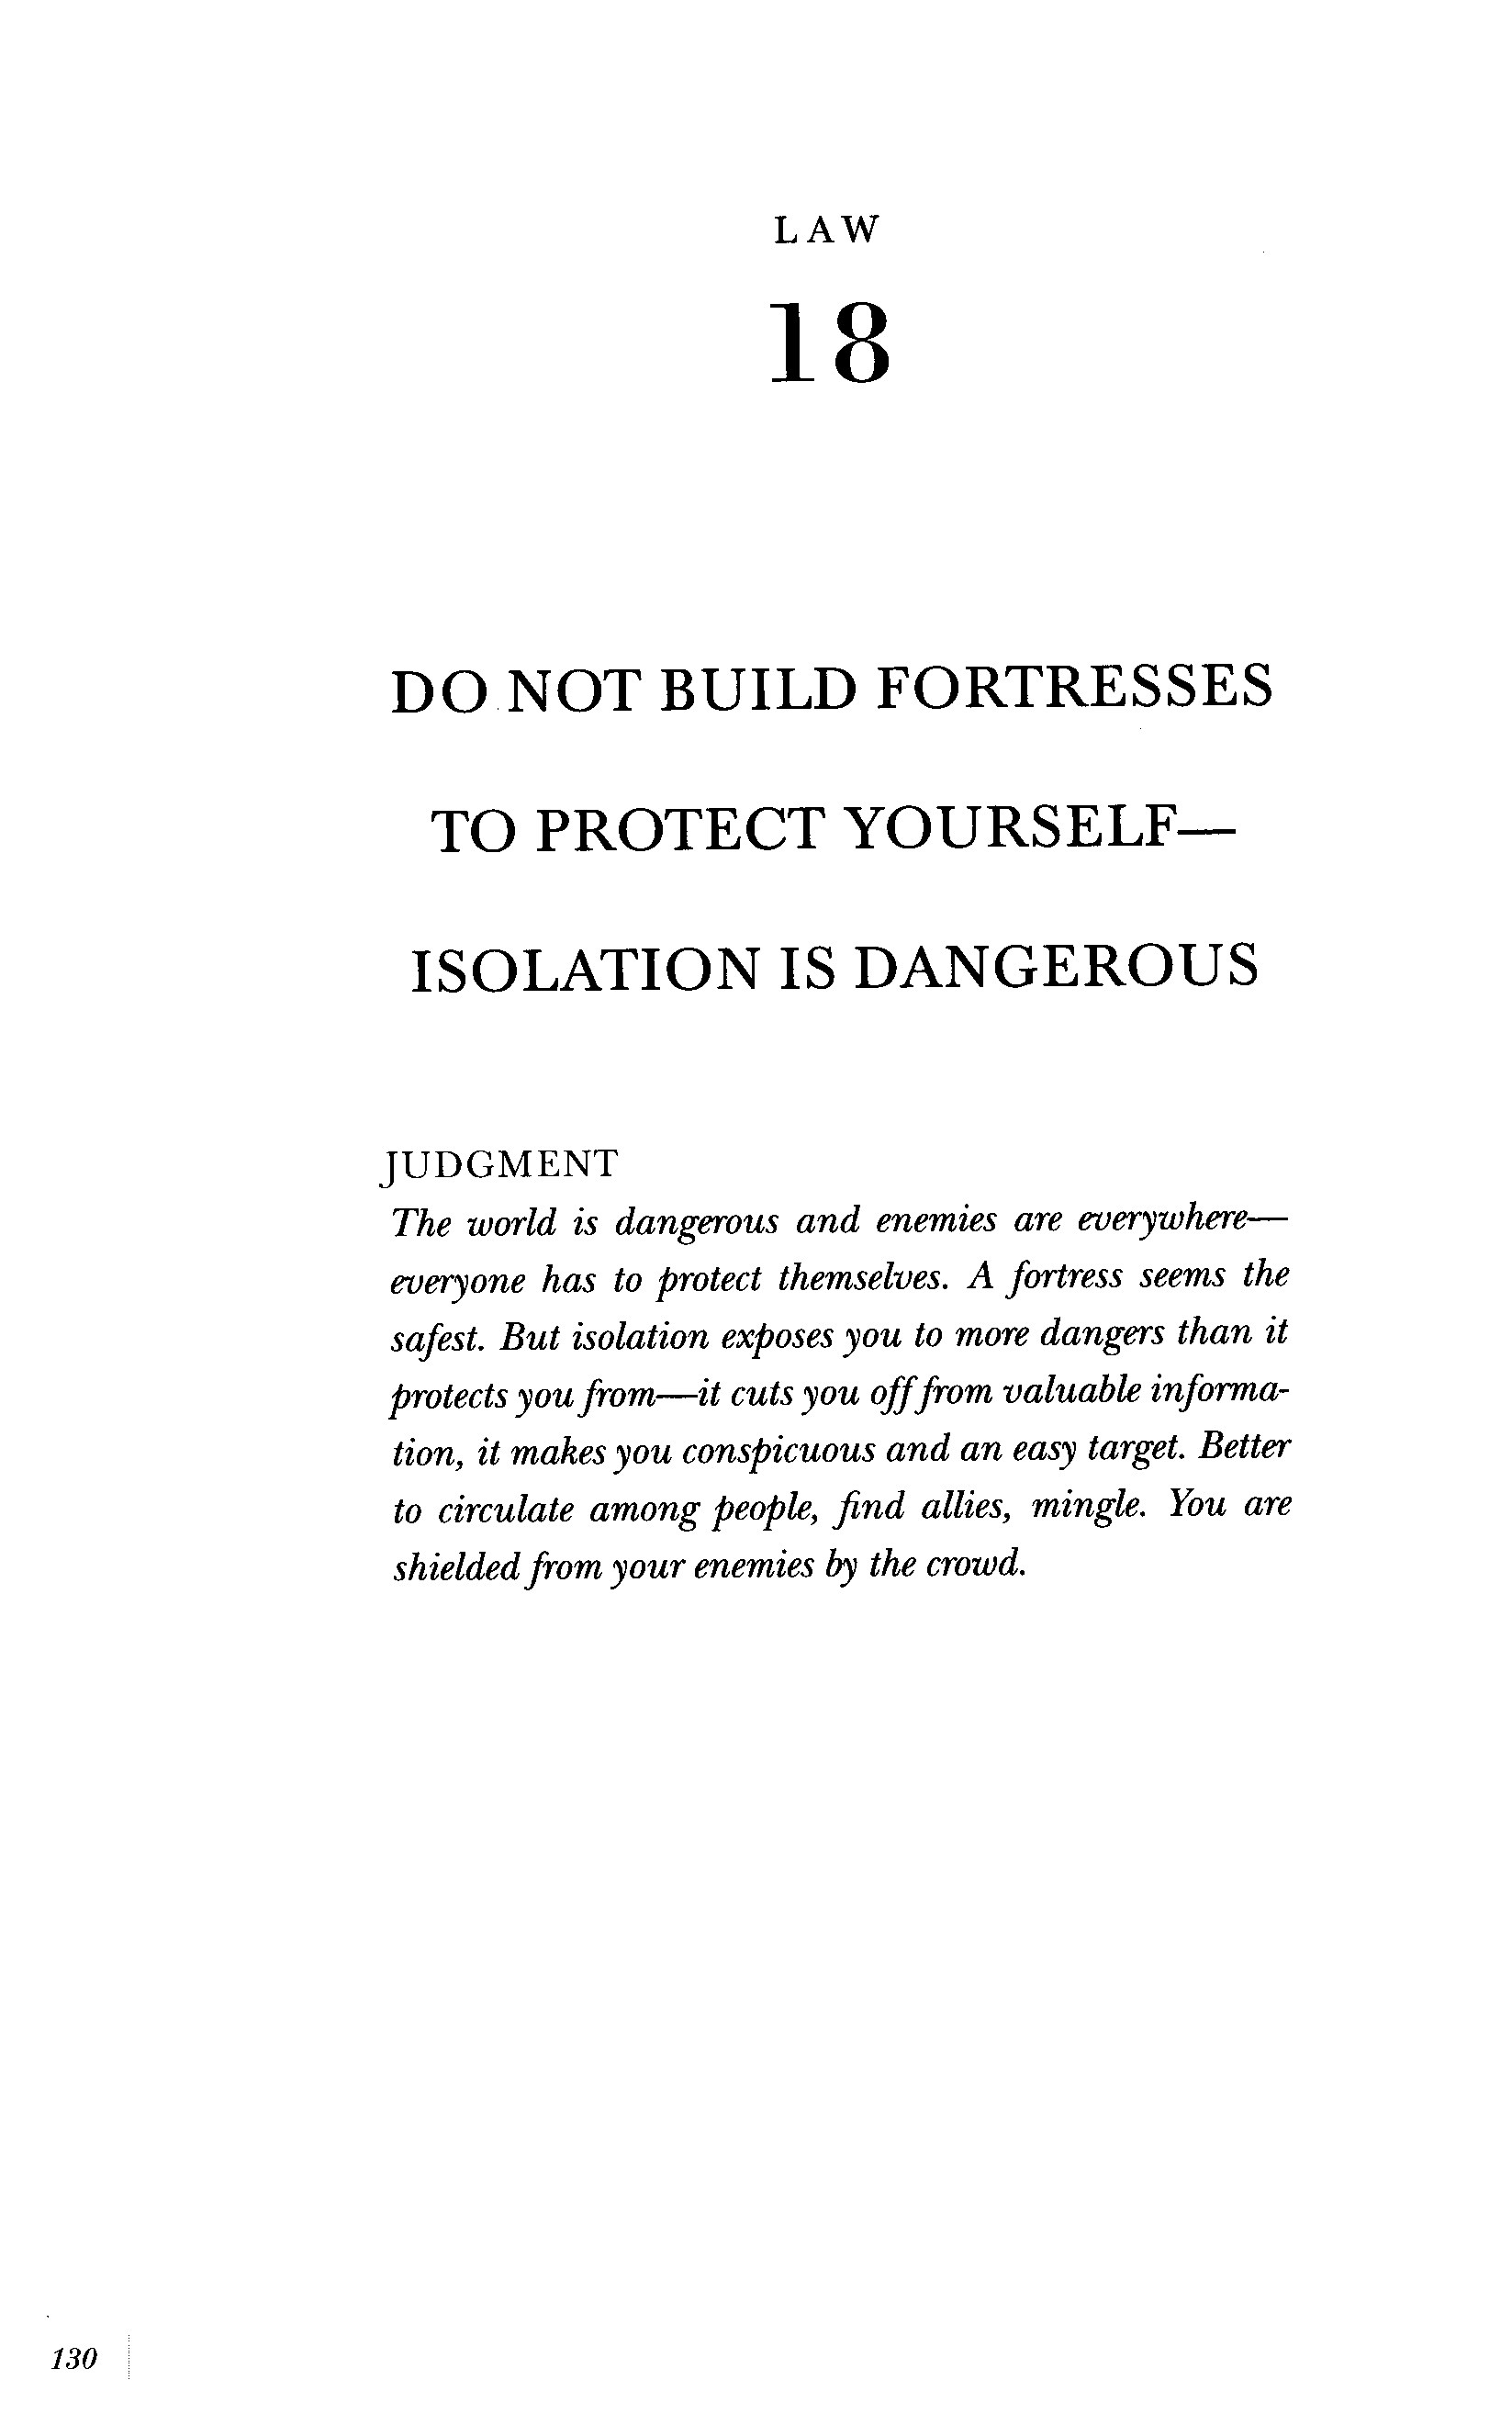 LAW
18
DO NOT BUILD FORTRESSES
TO PROTECT YOURSELF—
ISOLATION IS DANGEROUS
JUDGMENT
The world is dangerous and enemies are everywhere—
everyone has to protect themselves. A fortress seems the
safest. But isolation exposes you to more dangers than it
protects you from—it cuts you off from valuable informa-
tion, it makes you conspicuous and an easy target. Better
to circulate among people, find allies, mingle. You are
shielded from your enemies by the crowd.
130